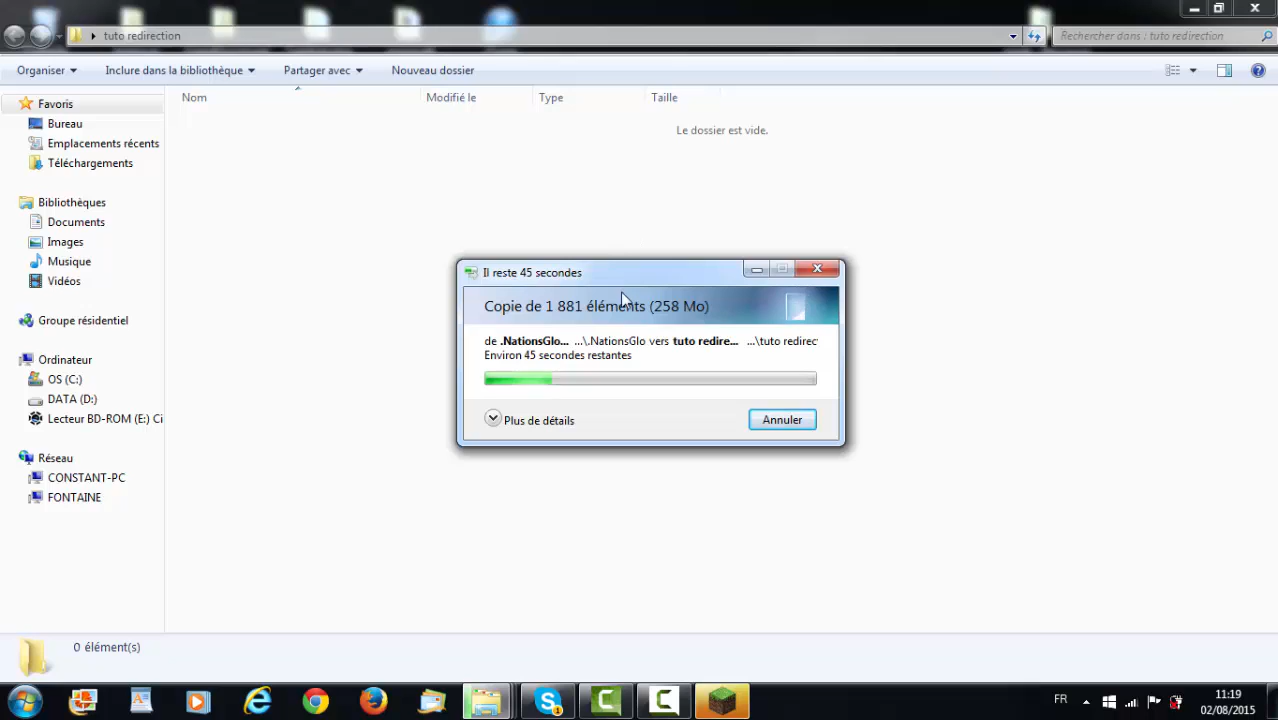 tuto redirection
Rechercher dans : tuto redirection
Organiser
Inclure dans la bibliothèque
Partager avec
Nouveau dossier
Nom
Modifié le
Type
Taille
Le dossier est vide.
Favoris
Bureau
Emplacements récents
Téléchargements
Bibliothèques
Documents
Images
Musique
Vidéos
Groupe résidentiel
Ordinateur
OS (C:)
DATA (D:)
Lecteur BD-ROM (E:) Ci
Réseau
CONSTANT-PC
FONTAINE
Il reste 45 secondes
Copie de 1 881 éléments (258 Mo)
de .NationsGlo... ...\.NationsGlo vers tuto redire... ...\tuto redirect
Environ 45 secondes restantes
Plus de détails
Annuler
0 élément(s)
FR
11:19
02/08/2015